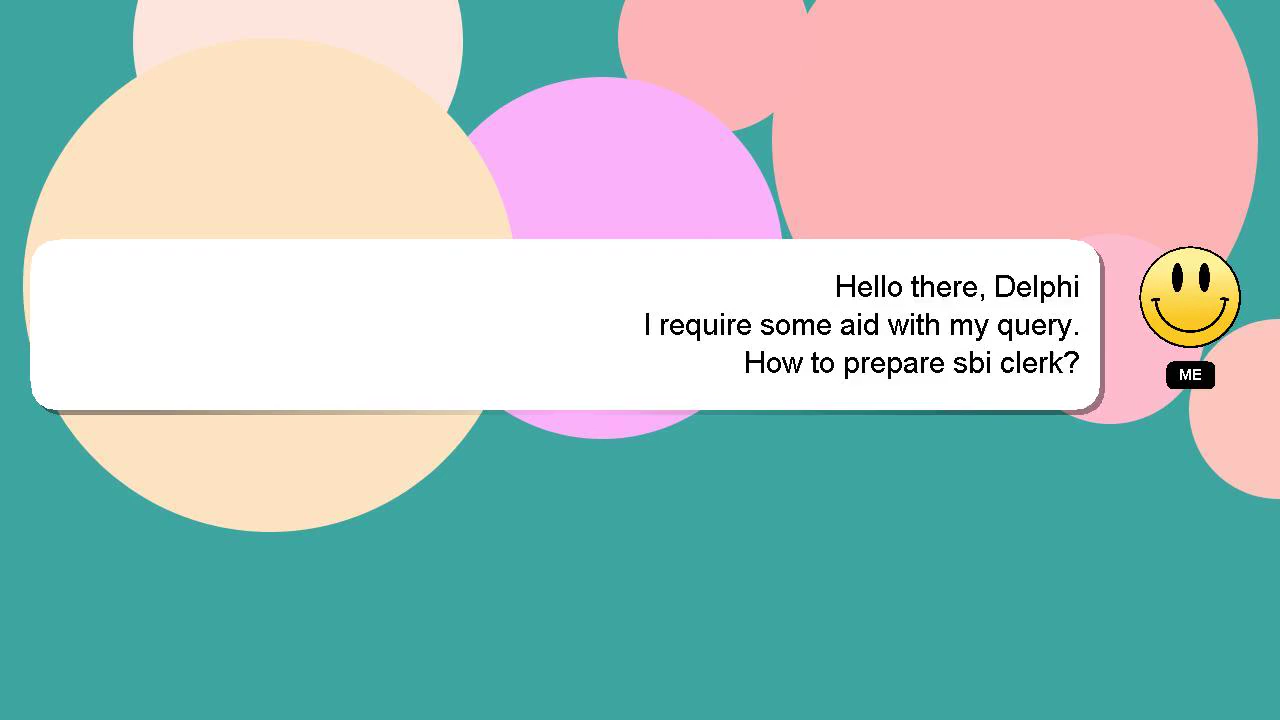 Hello there, Delphi
I require some aid with my query.
How to prepare sbi clerk?
ME